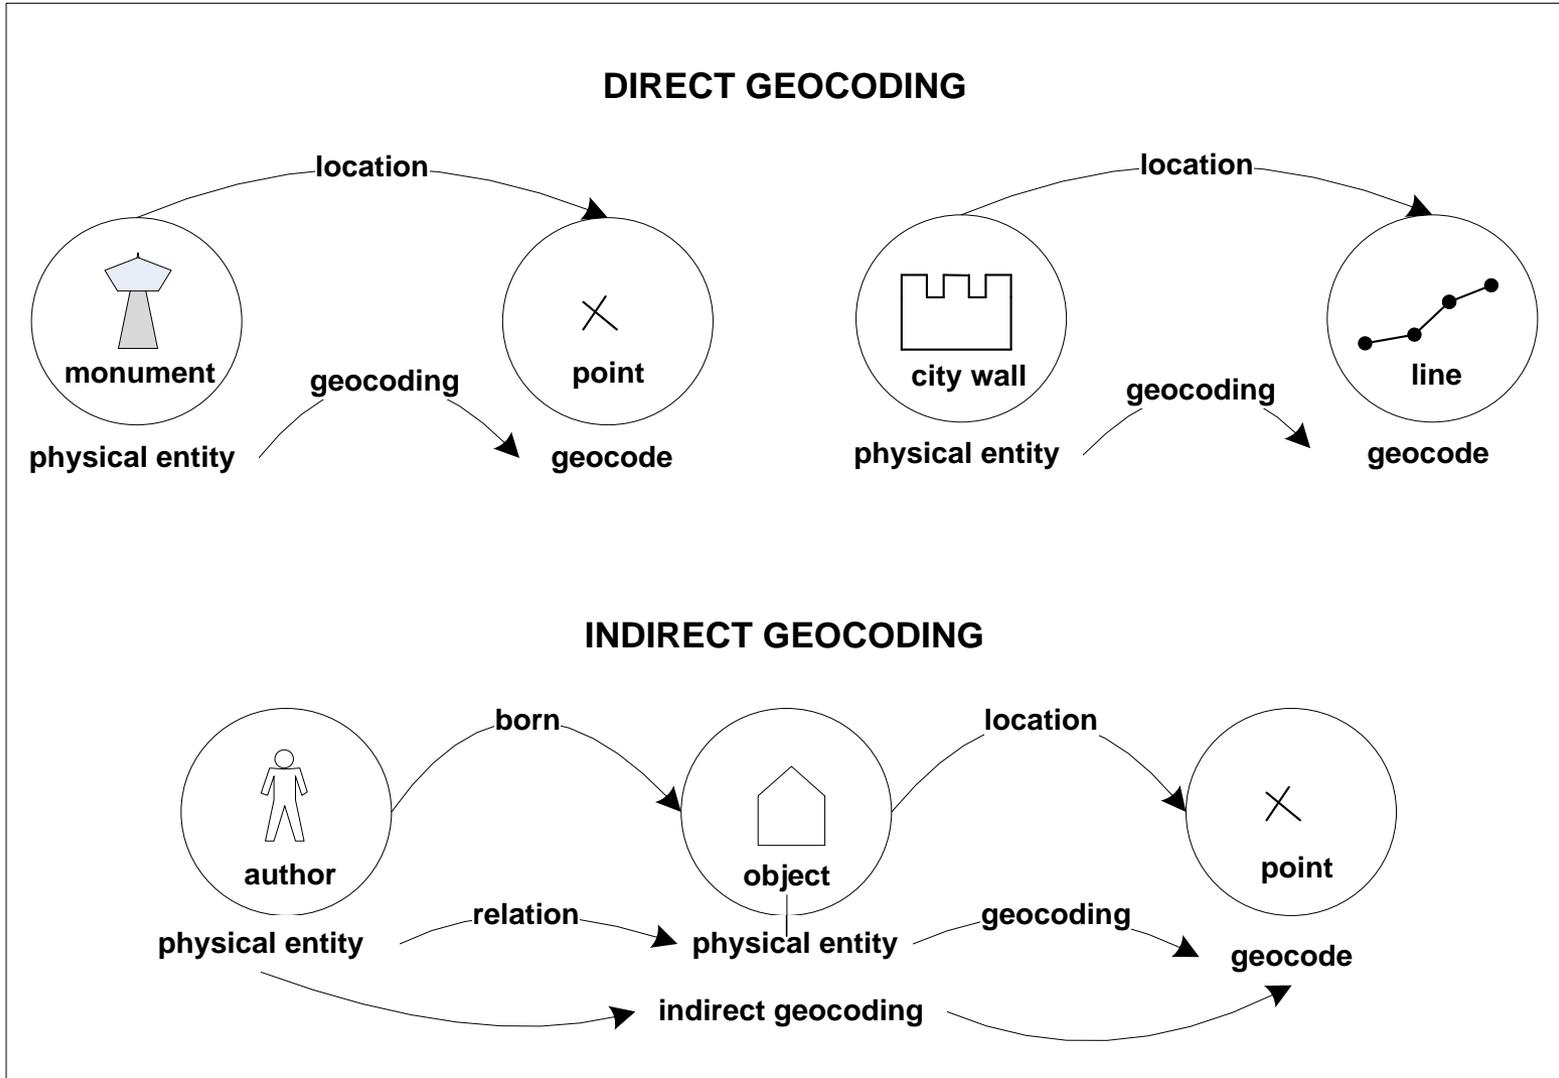 DIRECT GEOCODING
location
monument
point
geocoding
physical entity
geocode
location
city wall
line
geocoding
physical entity
geocode
INDIRECT GEOCODING
born
location
author
object
point
relation
geocoding
physical entity
physical entity
geocode
indirect geocoding